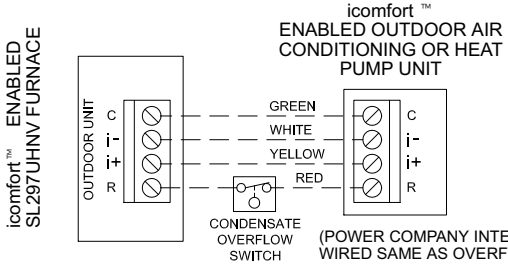 icomfort™ ENABLED
SL297UHNV FURNACE
icomfort™
ENABLED OUTDOOR AIR
CONDITIONING OR HEAT
PUMP UNIT
OUTDOOR UNIT
C
i-
i+
R
GREEN
WHITE
YELLOW
RED
C
i-
i+
R
CONDENSATE
OVERFLOW
SWITCH
(POWER COMPANY INTE
WIRED SAME AS OVERF